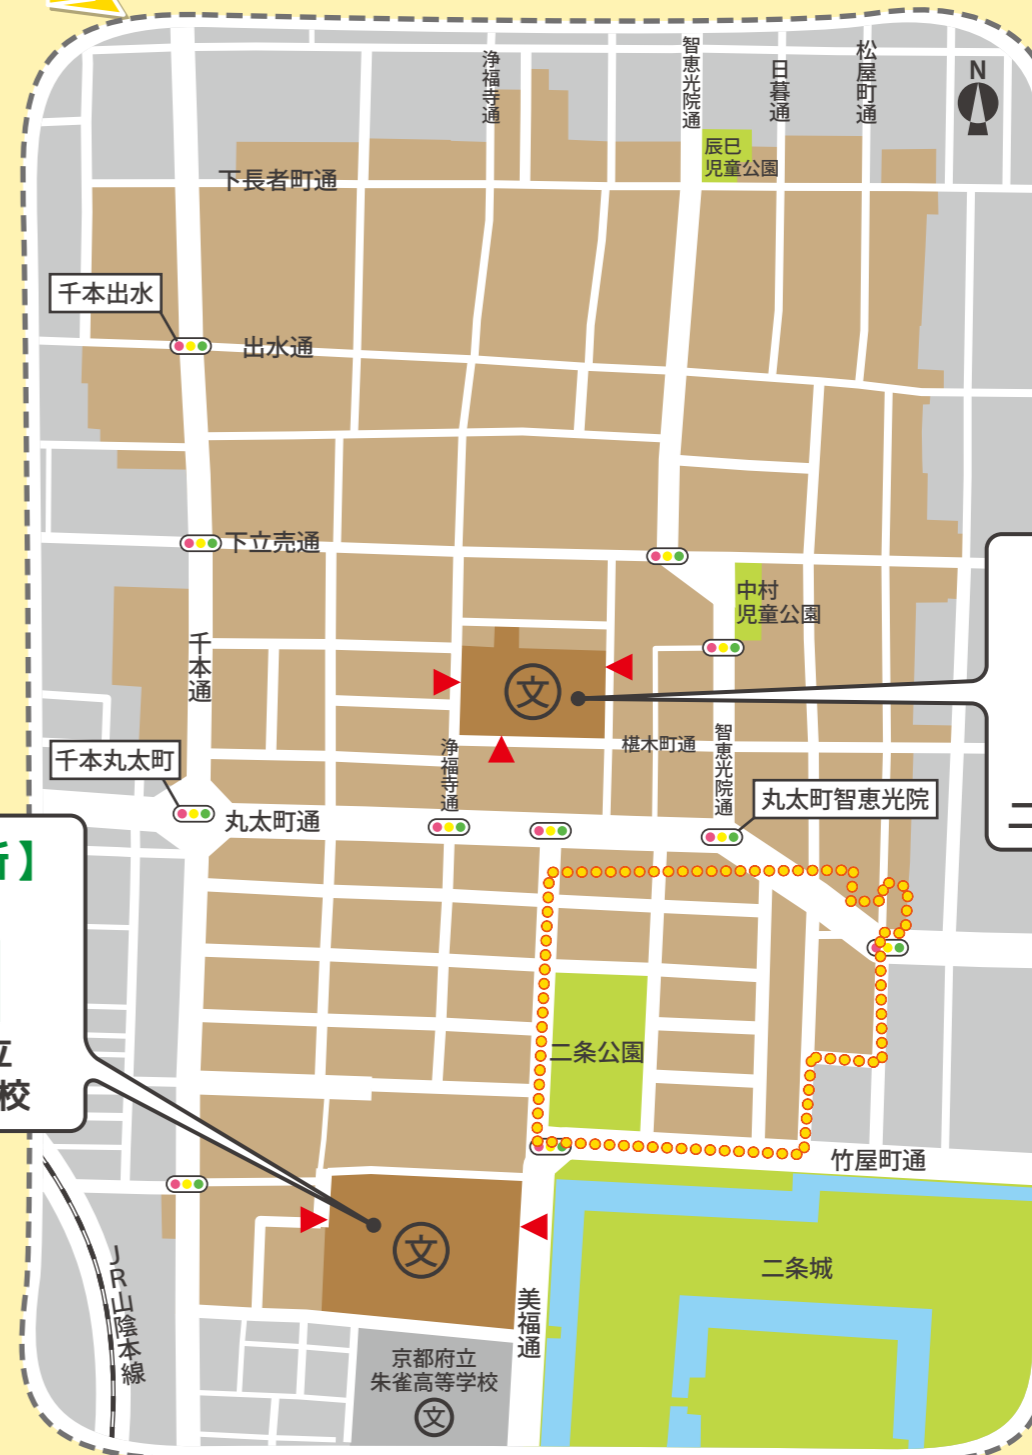 浄福寺通
智恵光院通
日暮通
松屋町通
N
辰巳
児童公園
下長者町通
千本出水
出水通
下立売通
中村
児童公園
千本通
文
椹木町通
浄福寺通
智恵光院通
千本丸太町
丸太町通
丸太町智恵光院
二
】
立
校
二条公園
竹屋町通
文
二条城
JR山陰本線
美福通
京都府立
朱雀高等学校
文